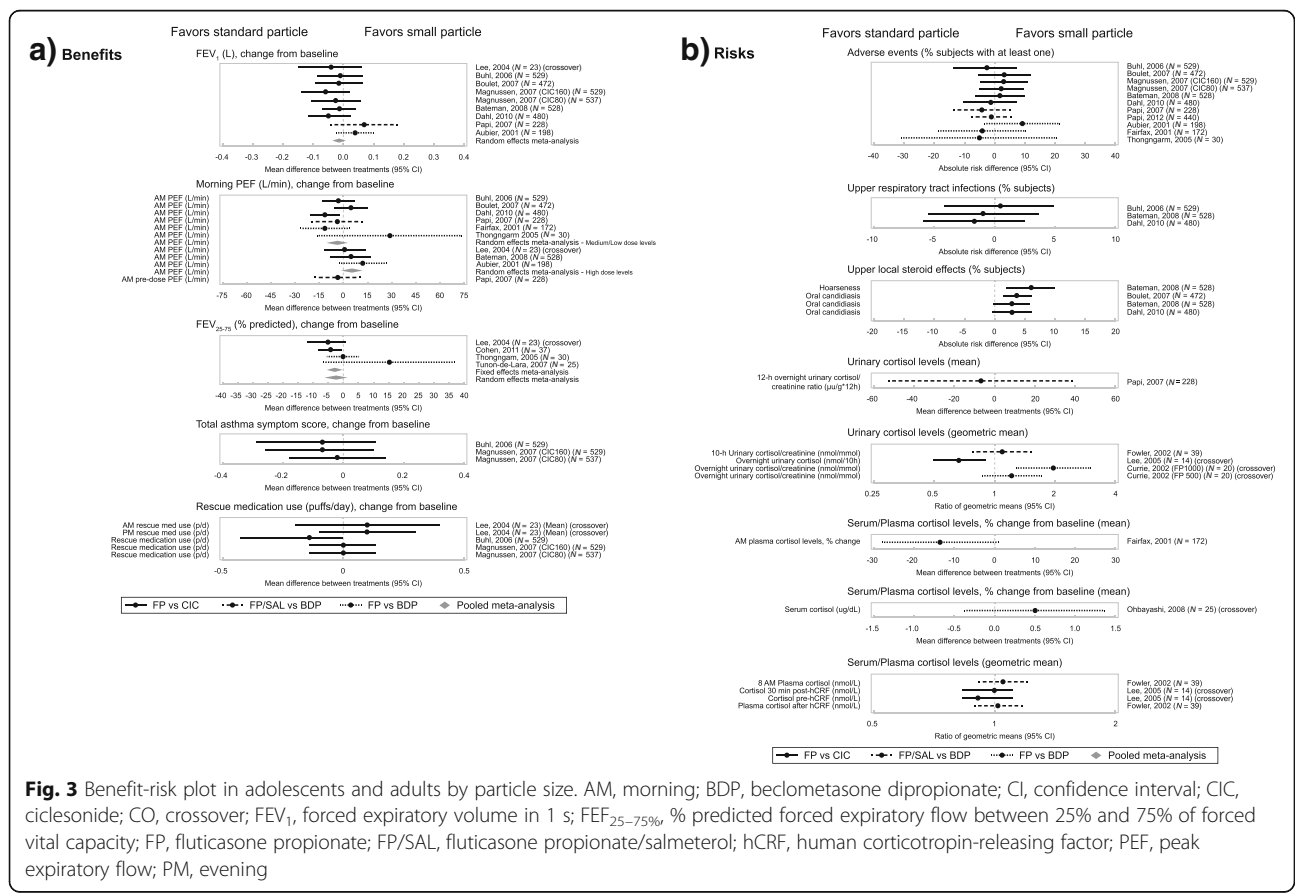 a) Benefits
Favors standard particle Favors small particle
FEV1 (L), change from baseline
Lee, 2004 (N = 23) (crossover)
Buhl, 2006 (N = 529)
Boulet, 2007 (N = 472)
Magnussen, 2007 (CIC160) (N = 529)
Magnussen, 2007 (CIC80) (N = 537)
Bateman, 2008 (N = 528)
Dahl, 2010 (N = 480)
Papi, 2007 (N = 228)
Aubier, 2001 (N = 198)
Random effects meta-analysis
-0.4 -0.3 -0.2 -0.1 0.0 0.1 0.2 0.3 0.4
Mean difference between treatments (95% CI)
Morning PEF (L/min), change from baseline
AM PEF (L/min) Buhl, 2006 (N = 529)
AM PEF (L/min) Boulet, 2007 (N = 472)
AM PEF (L/min) Dahl, 2010 (N = 480)
AM PEF (L/min) Papi, 2007 (N = 228)
AM PEF (L/min) Fairfax, 2001 (N = 172)
AM PEF (L/min) Thongngarm 2005 (N = 30)
AM PEF (L/min) Random effects meta-analysis - Medium/Low dose levels
AM PEF (L/min) Lee, 2004 (N = 23) (crossover)
AM PEF (L/min) Bateman, 2008 (N = 528)
AM PEF (L/min) Aubier, 2001 (N = 198)
AM PEF (L/min) Random effects meta-analysis - High dose levels
AM pre-dose PEF (L/min) Papi, 2007 (N = 228)
-75 -60 -45 -30 -15 0 15 30 45 60 75
Mean difference between treatments (95% CI)
FEV25-75 (% predicted), change from baseline
Lee, 2004 (N = 23) (crossover)
Cohen, 2011 (N = 37)
Thongngam, 2005 (N = 30)
Tunon-de-Lara, 2007 (N = 25)
Fixed effects meta-analysis
Random effects meta-analysis
-40 -35 -30 -25 -20 -15 -10 -5 0 5 10 15 20 25 30 35 40
Mean difference between treatments (95% CI)
Total asthma symptom score, change from baseline
Buhl, 2006 (N = 529)
Magnussen, 2007 (CIC160) (N = 529)
Magnussen, 2007 (CIC80) (N = 537)
-0.4 -0.2 0 0.2 0.4
Mean difference between treatments (95% CI)
Rescue medication use (puffs/day), change from baseline
AM rescue med use (p/d) Lee, 2004 (N = 23) (Mean) (crossover)
PM rescue med use (p/d) Lee, 2004 (N = 23) (Mean) (crossover)
Rescue medication use (p/d) Buhl, 2006 (N = 529)
Rescue medication use (p/d) Magnussen, 2007 (CIC160) (N = 529)
Rescue medication use (p/d) Magnussen, 2007 (CIC80) (N = 537)
-0.5 0 0.5
Mean difference between treatments (95% CI)
FP vs CIC FP/SAL vs BDP FP vs BDP Pooled meta-analysis
b) Risks
Favors standard particle Favors small particle
Adverse events (% subjects with at least one)
Buhl, 2006 (N = 529)
Boulet, 2007 (N = 472)
Magnussen, 2007 (CIC160) (N = 529)
Magnussen, 2007 (CIC80) (N = 537)
Bateman, 2008 (N = 528)
Dahl, 2010 (N = 480)
Papi, 2007 (N = 228)
Papi, 2012 (N = 440)
Aubier, 2001 (N = 198)
Fairfax, 2001 (N = 172)
Thongngarm, 2005 (N = 30)
-40 -30 -20 -10 0 10 20 30 40
Absolute risk difference (95% CI)
Upper respiratory tract infections (% subjects)
Buhl, 2006 (N = 529)
Bateman, 2008 (N = 528)
Dahl, 2010 (N = 480)
-10 -5 0 5 10
Absolute risk difference (95% CI)
Upper local steroid effects (% subjects)
Hoarseness Bateman, 2008 (N = 528)
Oral candidiasis Boulet, 2007 (N = 472)
Oral candidiasis Bateman, 2008 (N = 528)
Oral candidiasis Dahl, 2010 (N = 480)
-20 -15 -10 -5 0 5 10 15 20
Absolute risk difference (95% CI)
Urinary cortisol levels (mean)
12-h overnight urinary cortisol/
creatinine ratio (µu/g*12h) Papi, 2007 (N = 228)
-60 -40 -20 0 20 40 60
Mean difference between treatments (95% CI)
Urinary cortisol levels (geometric mean)
10-h Urinary cortisol/creatinine (nmol/mmol) Fowler, 2002 (N = 39)
Overnight urinary cortisol (nmol/10h) Lee, 2005 (N = 14) (crossover)
Overnight urinary cortisol/creatinine (nmol/mmol) Currie, 2002 (FP1000) (N = 20) (crossover)
Overnight urinary cortisol/creatinine (nmol/mmol) Currie, 2002 (FP 500) (N = 20) (crossover)
0.25 0.5 1 2 4
Ratio of geometric means (95% CI)
Serum/Plasma cortisol levels, % change from baseline (mean)
AM plasma cortisol levels, % change Fairfax, 2001 (N = 172)
-30 -20 -10 0 10 20 30
Mean difference between treatments (95% CI)
Serum/Plasma cortisol levels, % change from baseline (mean)
Serum cortisol (ug/dL) Ohbayashi, 2008 (N = 25) (crossover)
-1.5 -1.0 -0.5 0.0 0.5 1.0 1.5
Mean difference between treatments (95% CI)
Serum/Plasma cortisol levels (geometric mean)
8 AM Plasma cortisol (nmol/L) Fowler, 2002 (N = 39)
Cortisol 30 min post-hCRF (nmol/L) Lee, 2005 (N = 14) (crossover)
Cortisol pre-hCRF (nmol/L) Lee, 2005 (N = 14) (crossover)
Plasma cortisol after hCRF (nmol/L) Fowler, 2002 (N = 39)
0.5 1 2
Ratio of geometric means (95% CI)
FP vs CIC FP/SAL vs BDP FP vs BDP Pooled meta-analysis
Fig. 3 Benefit-risk plot in adolescents and adults by particle size. AM, morning; BDP, beclometasone dipropionate; CI, confidence interval; CIC,
ciclesonide; CO, crossover; FEV1, forced expiratory volume in 1 s; FEF25–75%, % predicted forced expiratory flow between 25% and 75% of forced
vital capacity; FP, fluticasone propionate; FP/SAL, fluticasone propionate/salmeterol; hCRF, human corticotropin-releasing factor; PEF, peak
expiratory flow; PM, evening